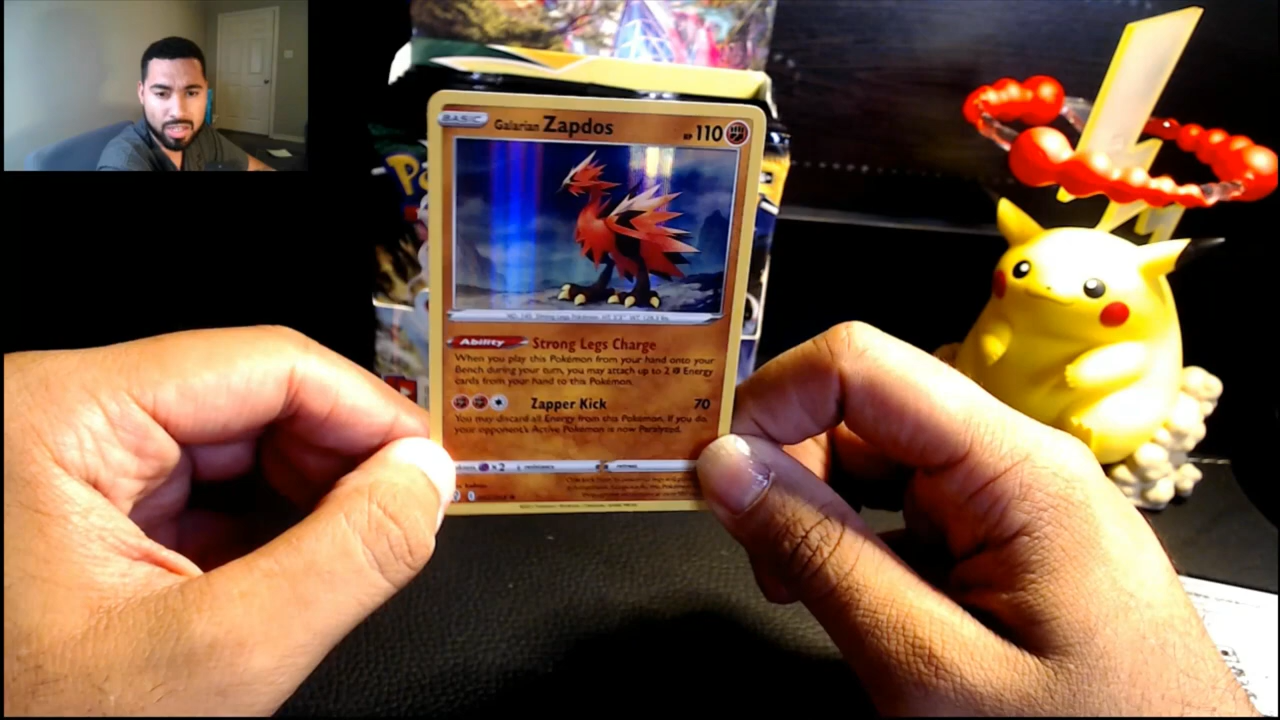 BASIC Galarian Zapdos HP 110
Ability Strong Legs Charge
When you play this Pokémon from your hand onto your
Bench during your turn, you may attach up to 2 Energy
cards from your hand to this Pokémon.
Zapper Kick 70
You may discard all Energy from this Pokémon. If you do,
your opponent's Active Pokémon is now Paralyzed.
×2 resistance retreat